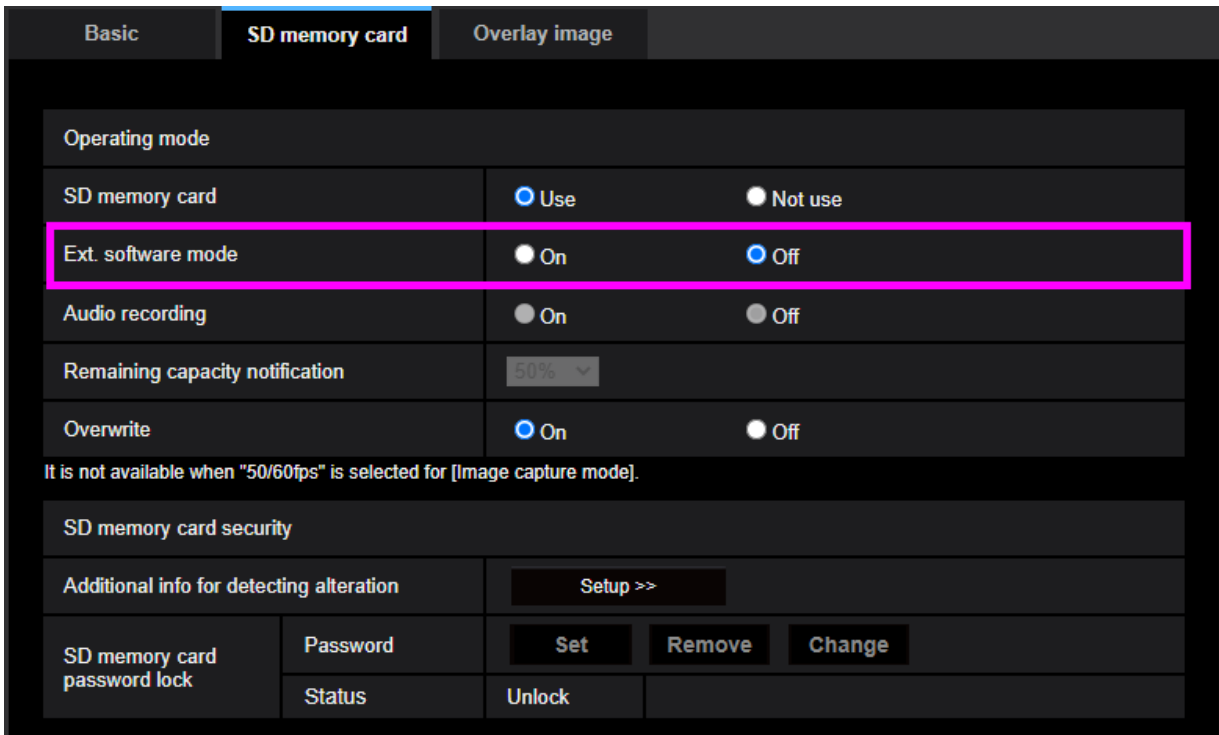 Basic SD memory card Overlay image
Operating mode
SD memory card Use Not use
Ext. software mode On Off
Audio recording On Off
Remaining capacity notification 50%
Overwrite On Off
It is not available when "50/60fps" is selected for [Image capture mode].
SD memory card security
Additional info for detecting alteration Setup >>
SD memory card
password lock
Password Set Remove Change
Status Unlock